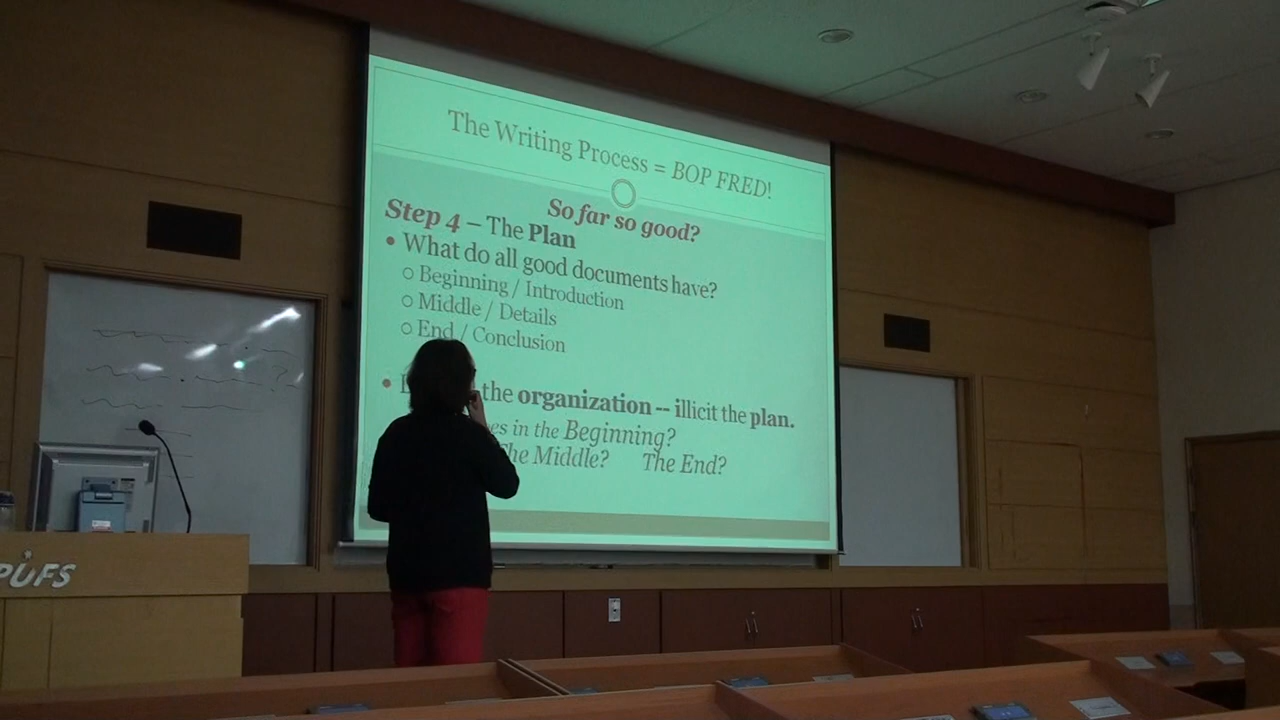 The Writing Process = BOP FRED!
So far so good?
Step 4 – The Plan
• What do all good documents have?
○ Beginning / Introduction
○ Middle / Details
○ End / Conclusion
• the organization -- illicit the plan.
in the Beginning?
The Middle? The End?
PUFS